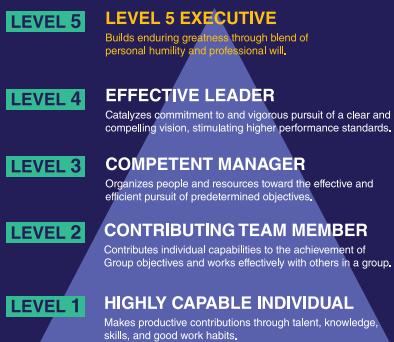 LEVEL 5
LEVEL 5 EXECUTIVE
Builds enduring greatness through blend of
personal humility and professional will.
LEVEL 4
EFFECTIVE LEADER
Catalyzes commitment to and vigorous pursuit of a clear and
compelling vision, stimulating higher performance standards.
LEVEL 3
COMPETENT MANAGER
Organizes people and resources toward the effective and
efficient pursuit of predetermined objectives.
LEVEL 2
CONTRIBUTING TEAM MEMBER
Contributes individual capabilities to the achievement of
Group objectives and works effectively with others in a group.
LEVEL 1
HIGHLY CAPABLE INDIVIDUAL
Makes productive contributions through talent, knowledge,
skills, and good work habits.